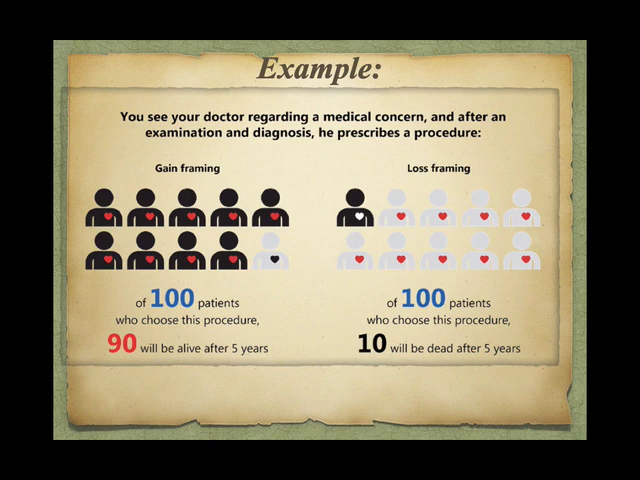 Example:
You see your doctor regarding a medical concern, and after an
examination and diagnosis, he prescribes a procedure:
Gain framing
of 100 patients
who choose this procedure,
90 will be alive after 5 years
Loss framing
of 100 patients
who choose this procedure,
10 will be dead after 5 years